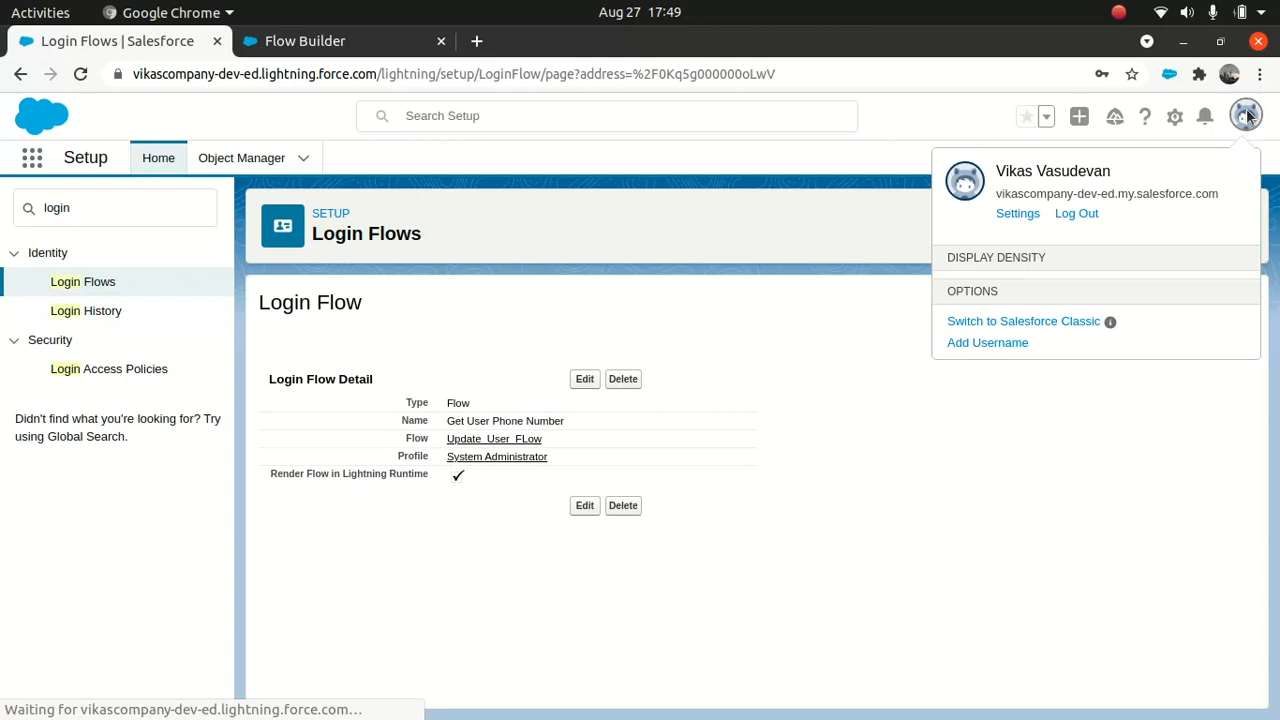 Activities
Google Chrome
Aug 27 17:49
Login Flows | Salesforce
Flow Builder
vikascompany-dev-ed.lightning.force.com/lightning/setup/LoginFlow/page?address=%2F0Kq5g000000oLwV
Search Setup
Setup
Home
Object Manager
login
Identity
Login Flows
Login History
Security
Login Access Policies
Didn't find what you're looking for? Try
using Global Search.
SETUP
Login Flows
Login Flow
Login Flow Detail
Edit
Delete
Type Flow
Name Get User Phone Number
Flow Update_User_FLow
Profile System Administrator
Render Flow in Lightning Runtime ✓
Edit
Delete
Vikas Vasudevan
vikascompany-dev-ed.my.salesforce.com
Settings
Log Out
DISPLAY DENSITY
OPTIONS
Switch to Salesforce Classic
Add Username
Waiting for vikascompany-dev-ed.lightning.force.com…